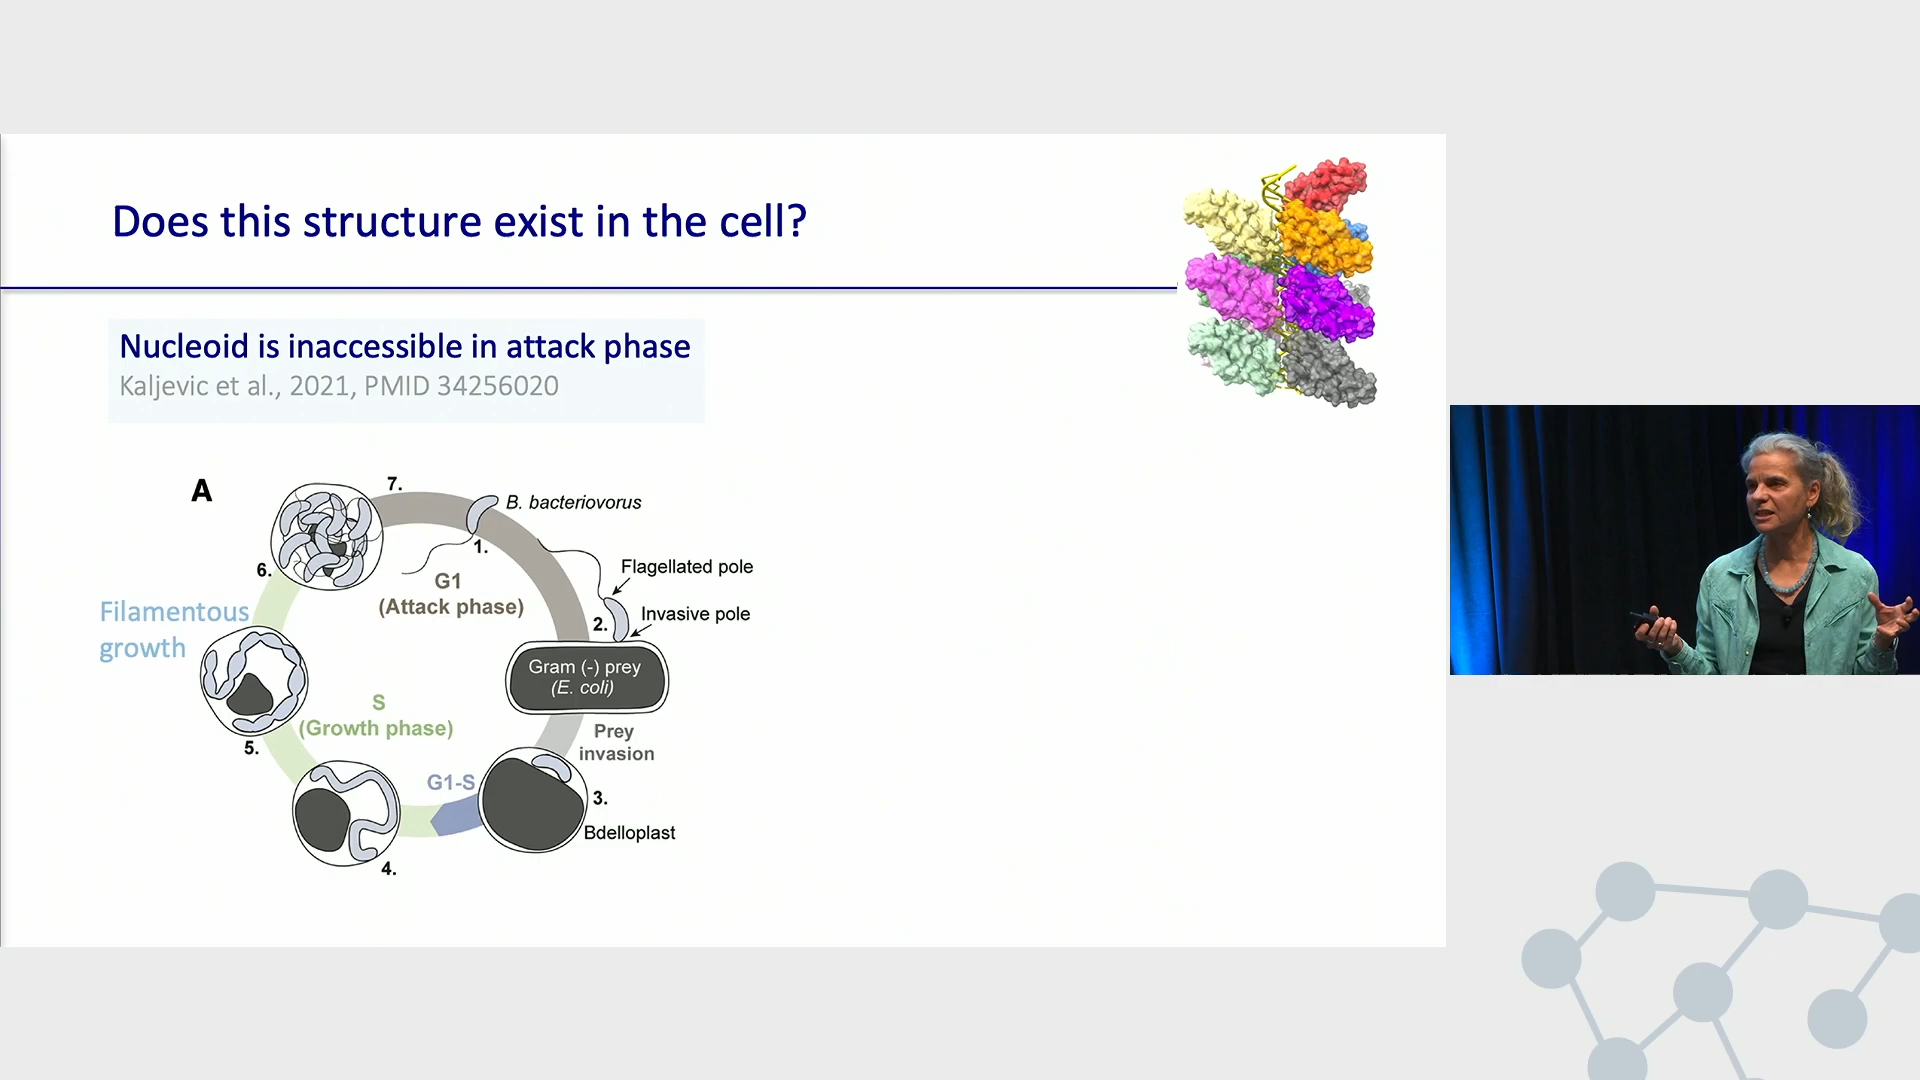 Does this structure exist in the cell?
Nucleoid is inaccessible in attack phase
Kaljevic et al., 2021, PMID 34256020
A
7.
B. bacteriovorus
1.
Flagellated pole
6.
G1
(Attack phase)
Filamentous
growth
2.
Invasive pole
Gram (-) prey
(E. coli)
S
(Growth phase)
Prey
invasion
5.
G1-S
3.
Bdelloplast
4.